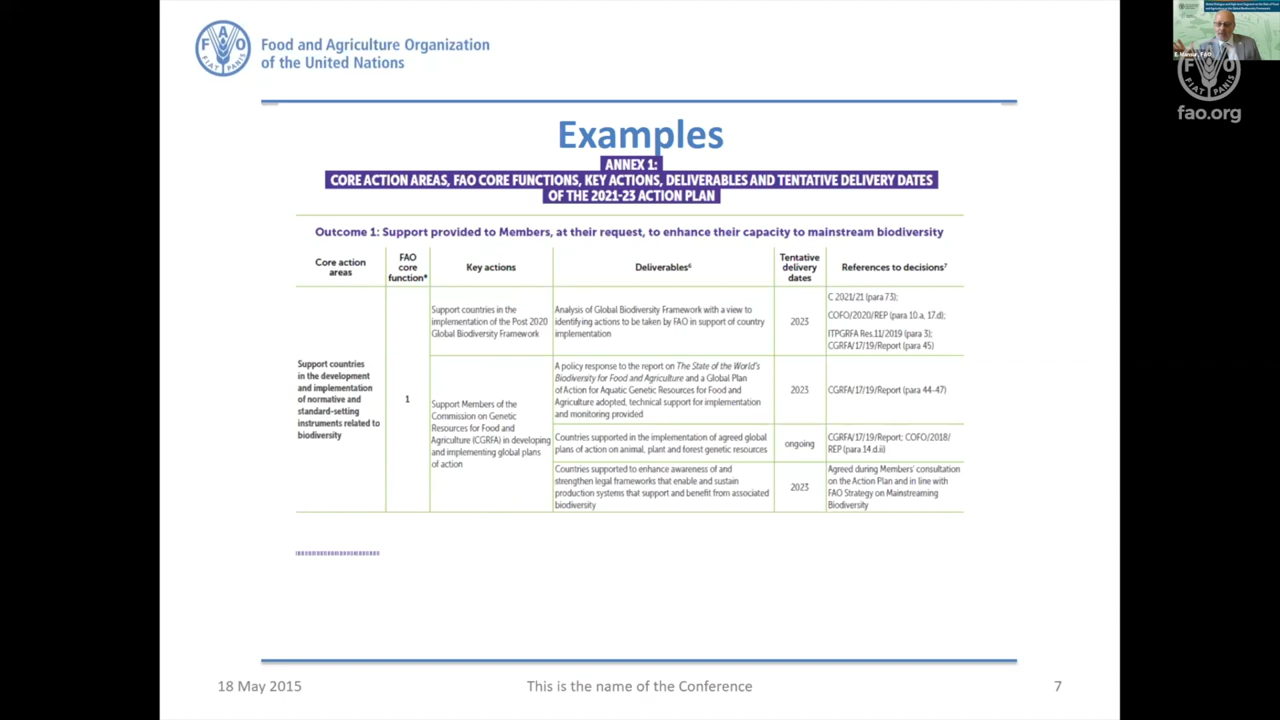 Food and Agriculture Organization
of the United Nations
F A O
FIAT PANIS
E. Mansur, FAO
F A O
FIAT PANIS
fao.org
Examples
ANNEX 1:
CORE ACTION AREAS, FAO CORE FUNCTIONS, KEY ACTIONS, DELIVERABLES AND TENTATIVE DELIVERY DATES
OF THE 2021-23 ACTION PLAN
Outcome 1: Support provided to Members, at their request, to enhance their capacity to mainstream biodiversity
Core action
areas
FAO
core
function⁴
Key actions
Deliverables⁶
Tentative
delivery
dates
References to decisions⁷
Support countries
in the development
and implementation
of normative and
standard-setting
instruments related to
biodiversity
1
Support countries in the
implementation of the Post 2020
Global Biodiversity Framework
Analysis of Global Biodiversity Framework with a view to
identifying actions to be taken by FAO in support of country
implementation
2023
C 2021/21 (para 73);
COFO/2020/REP (para 10.a, 17.d);
ITPGRFA Res.11/2019 (para 3);
CGRFA/17/19/Report (para 45)
Support Members of the
Commission on Genetic
Resources for Food and
Agriculture (CGRFA) in developing
and implementing global plans
of action
A policy response to the report on The State of the World's
Biodiversity for Food and Agriculture and a Global Plan
of Action for Aquatic Genetic Resources for Food and
Agriculture adopted, technical support for implementation
and monitoring provided
2023
CGRFA/17/19/Report (para 44-47)
Countries supported in the implementation of agreed global
plans of action on animal, plant and forest genetic resources
ongoing
CGRFA/17/19/Report; COFO/2018/
REP (para 14.d.ii)
Countries supported to enhance awareness of and
strengthen legal frameworks that enable and sustain
production systems that support and benefit from associated
biodiversity
2023
Agreed during Members' consultation
on the Action Plan and in line with
FAO Strategy on Mainstreaming
Biodiversity
18 May 2015
This is the name of the Conference
7